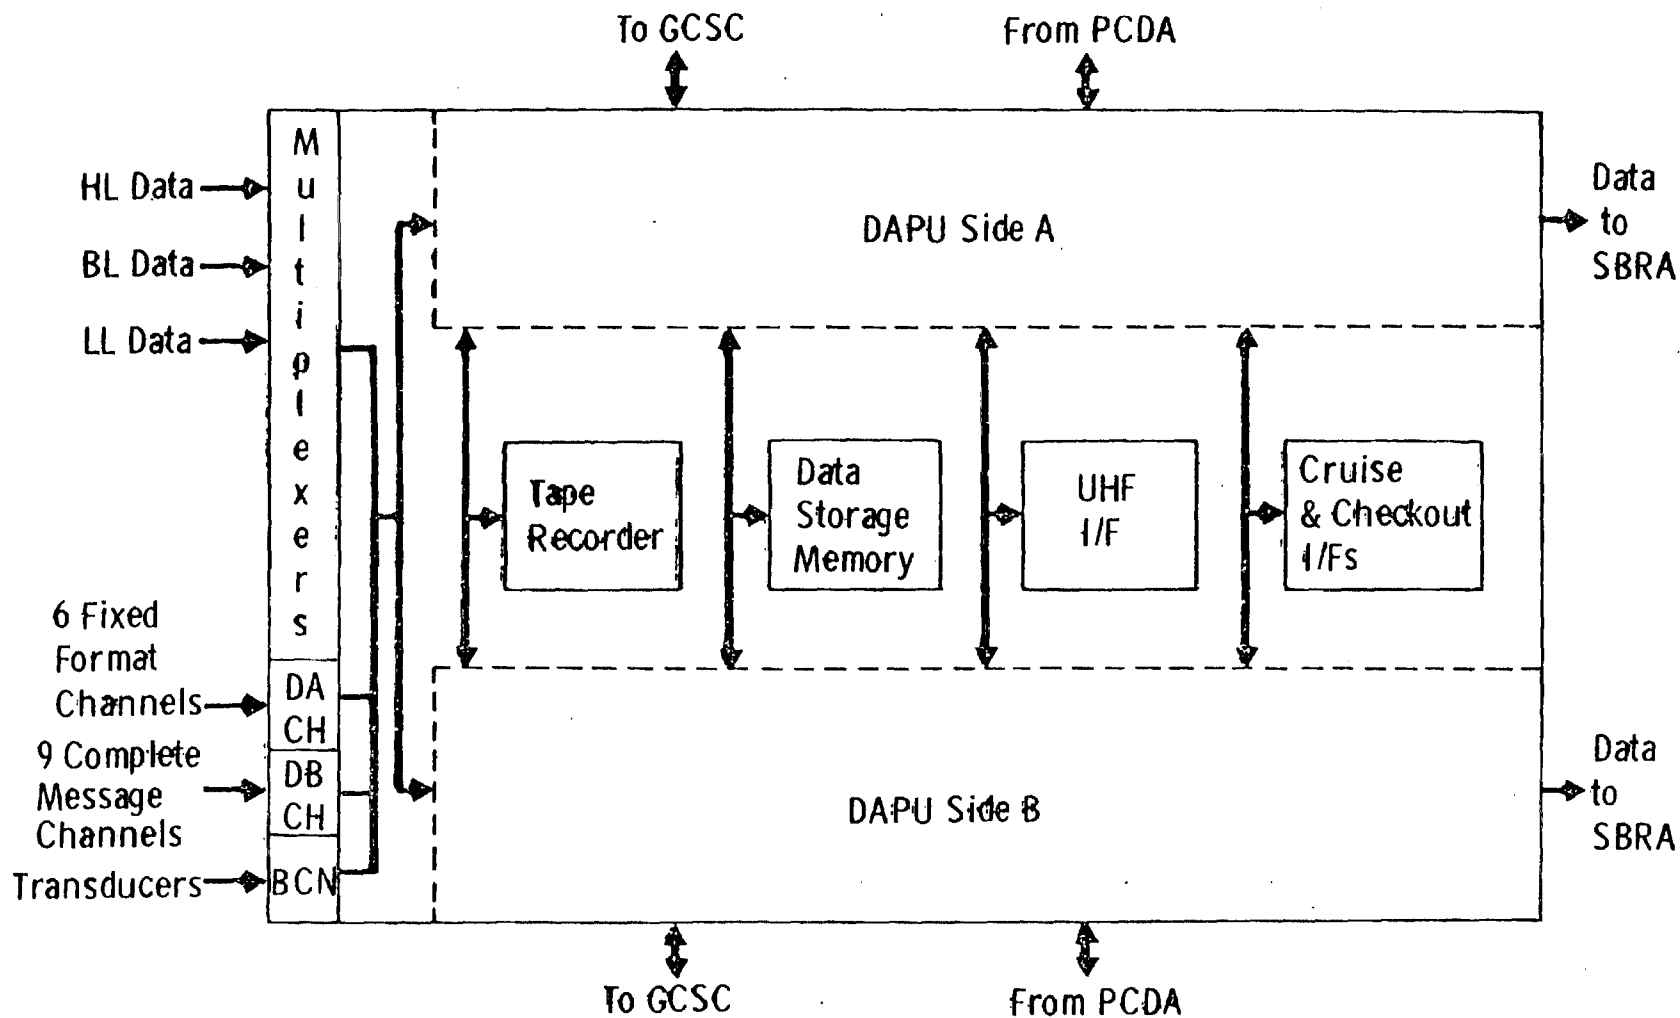 To GCSC
From PCDA
Multiplexers
HL Data
BL Data
LL Data
6 Fixed
Format
Channels
9 Complete
Message
Channels
Transducers
DA
CH
DB
CH
BCN
DAPU Side A
Data
to
SBRA
Tape
Recorder
Data
Storage
Memory
UHF
I/F
Cruise
& Checkout
I/Fs
DAPU Side B
Data
to
SBRA
To GCSC
From PCDA